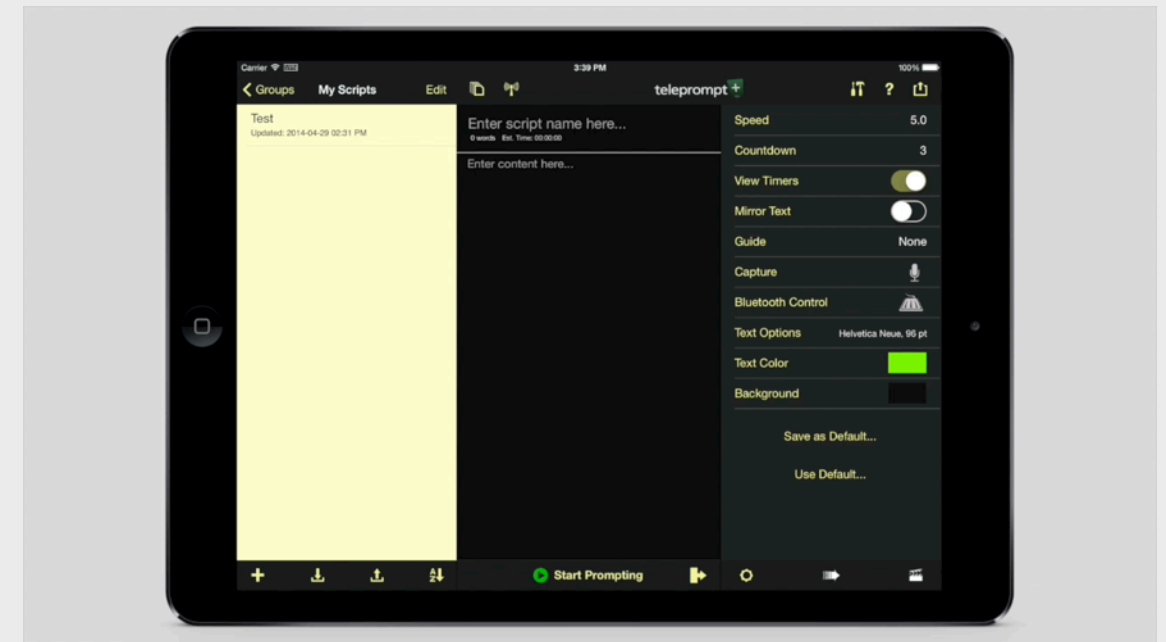 Carrier
3:39 PM
100%
Groups
My Scripts
Edit
teleprompt+
?
Test
Updated: 2014-04-29 02:31 PM
Enter script name here...
0 words Est. Time: 00:00:00
Enter content here...
Speed 5.0
Countdown 3
View Timers
Mirror Text
Guide None
Capture
Bluetooth Control
Text Options Helvetica Neue, 96 pt
Text Color
Background
Save as Default...
Use Default...
A
Z
Start Prompting